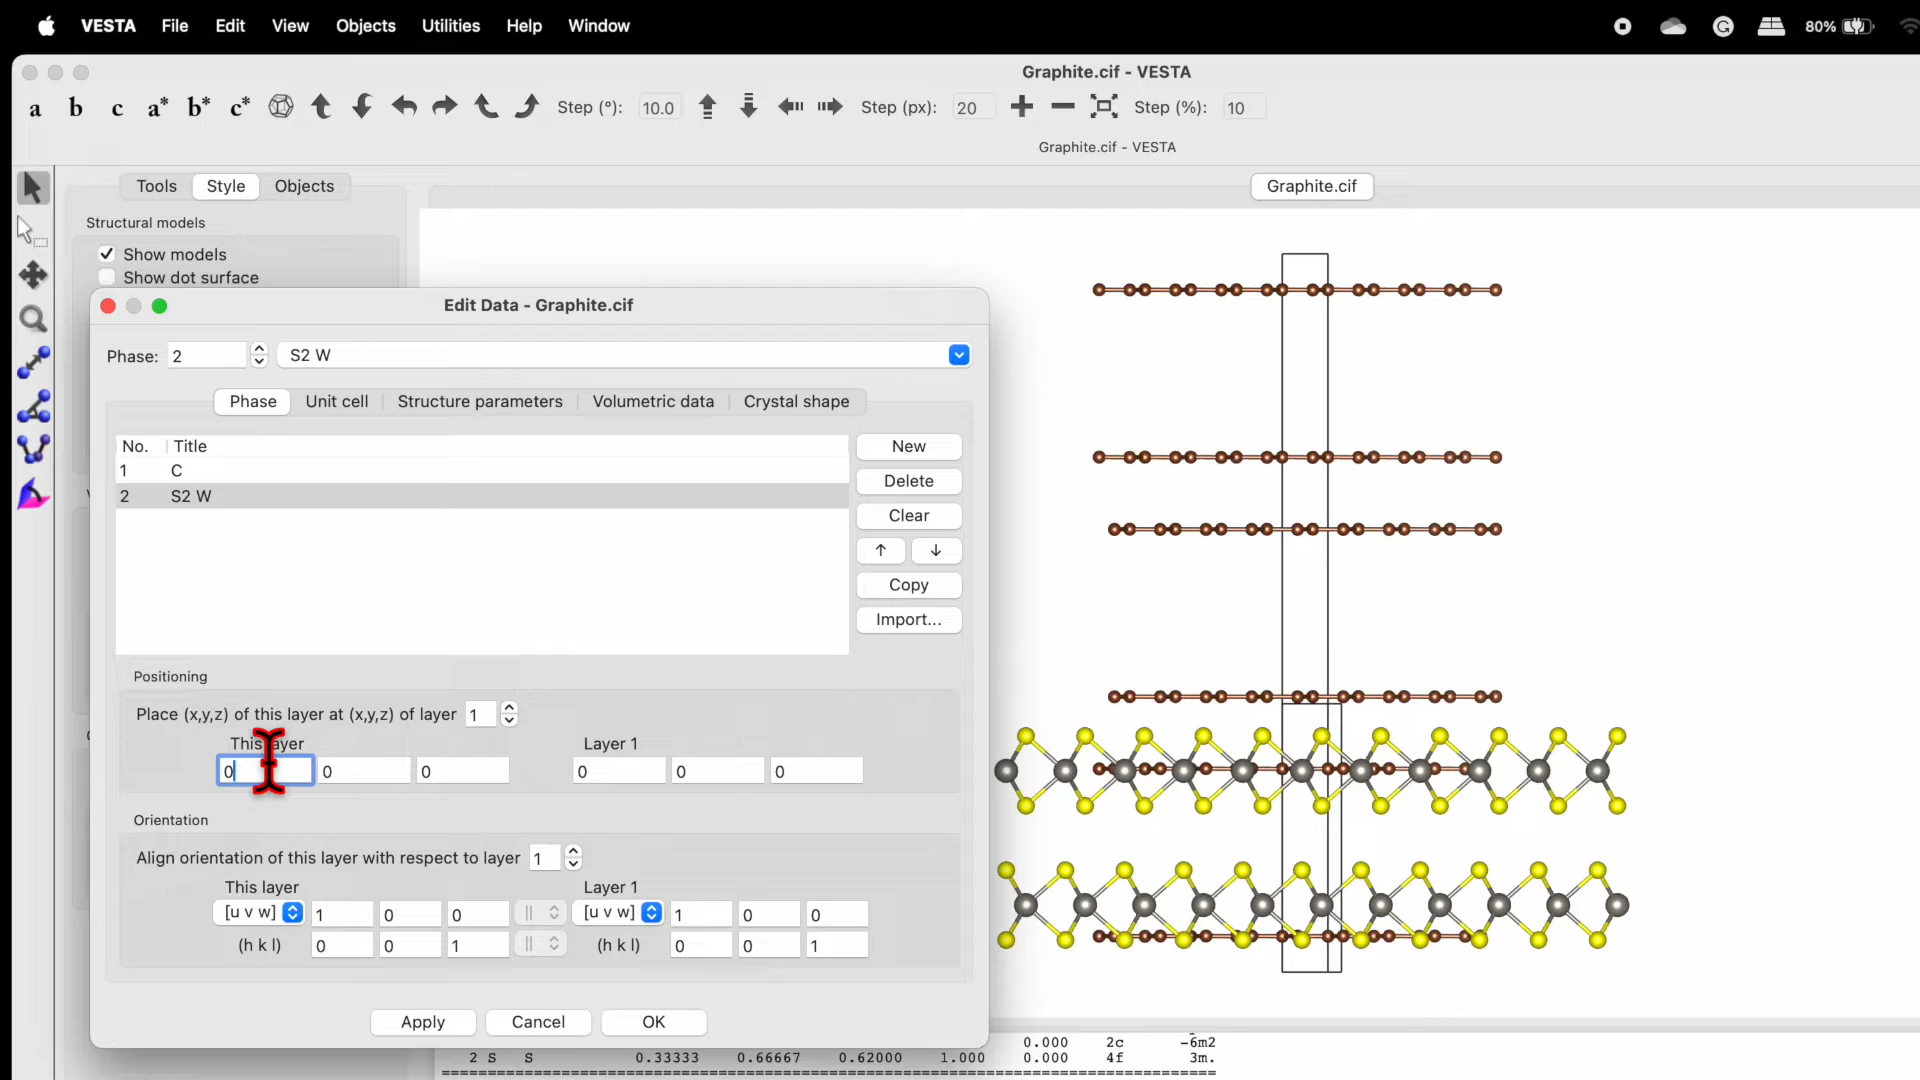 VESTA File Edit View Objects Utilities Help Window 80%
Graphite.cif - VESTA
a b c a* b* c* Step (°): 10.0 Step (px): 20 Step (%): 10
Graphite.cif - VESTA
Tools Style Objects Graphite.cif
Structural models
Show models
Show dot surface
Edit Data - Graphite.cif
Phase: 2 S2 W
Phase Unit cell Structure parameters Volumetric data Crystal shape
No. Title New
1 C
Delete
2 S2 W
Clear
↑ ↓
Copy
Import...
Positioning
Place (x,y,z) of this layer at (x,y,z) of layer 1
This layer Layer 1
0 0 0 0 0 0
Orientation
Align orientation of this layer with respect to layer 1
This layer Layer 1
[u v w] 1 0 0 || [u v w] 1 0 0
(h k l) 0 0 1 || (h k l) 0 0 1
Apply Cancel OK
0.000 2c -6m2
2 S S 0.33333 0.66667 0.62000 1.000 0.000 4f 3m.